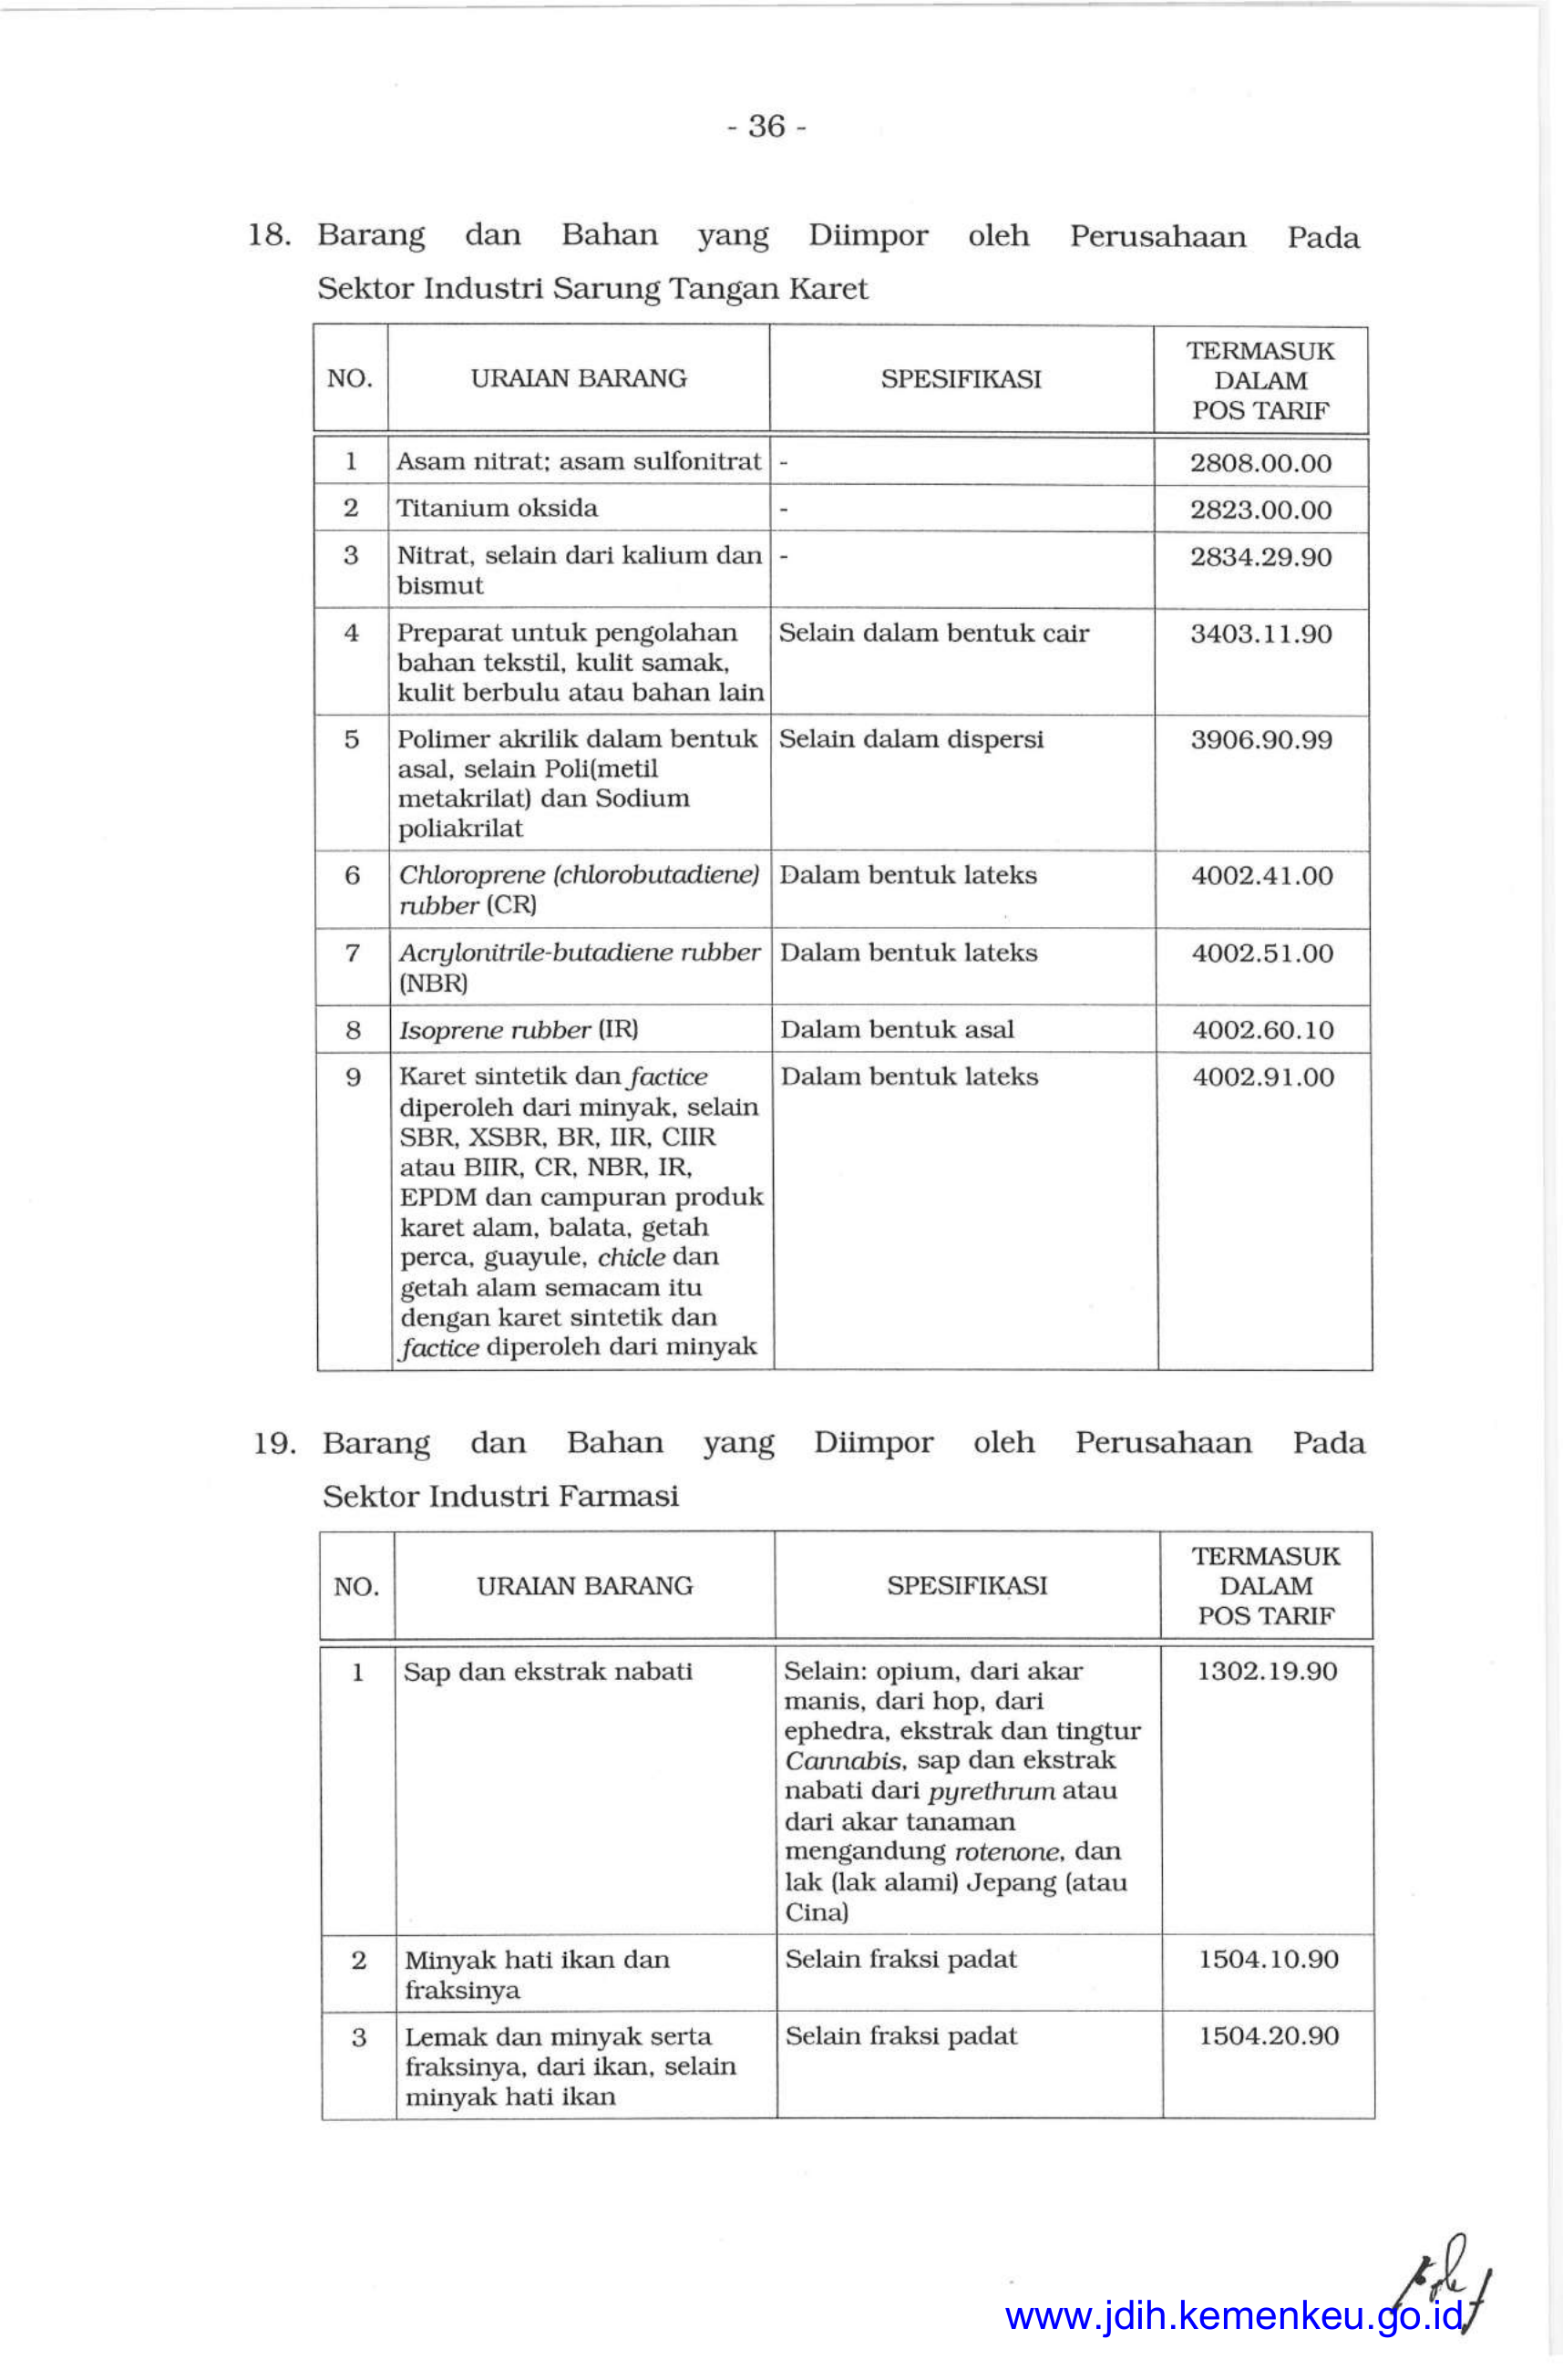 - 36 -
18. Barang dan Bahan yang Diimpor oleh Perusahaan Pada
Sektor Industri Sarung Tangan Karet
NO. URAIAN BARANG SPESIFIKASI TERMASUK DALAM POS TARIF
1 Asam nitrat; asam sulfonitrat - 2808.00.00
2 Titanium oksida - 2823.00.00
3 Nitrat, selain dari kalium dan - 2834.29.90
bismut
4 Preparat untuk pengolahan Selain dalam bentuk cair 3403.11.90
bahan tekstil, kulit samak,
kulit berbulu atau bahan lain
5 Polimer akrilik dalam bentuk Selain dalam dispersi 3906.90.99
asal, selain Poli(metil
metakrilat) dan Sodium
poliakrilat
6 Chloroprene (chlorobutadiene) Dalam bentuk lateks 4002.41.00
rubber (CR)
7 Acrylonitrile-butadiene rubber Dalam bentuk lateks 4002.51.00
(NBR)
8 Isoprene rubber (IR) Dalam bentuk asal 4002.60.10
9 Karet sintetik dan factice Dalam bentuk lateks 4002.91.00
diperoleh dari minyak, selain
SBR, XSBR, BR, IIR, CIIR
atau BIIR, CR, NBR, IR,
EPDM dan campuran produk
karet alam, balata, getah
perca, guayule, chicle dan
getah alam semacam itu
dengan karet sintetik dan
factice diperoleh dari minyak
19. Barang dan Bahan yang Diimpor oleh Perusahaan Pada
Sektor Industri Farmasi
NO. URAIAN BARANG SPESIFIKASI TERMASUK DALAM POS TARIF
1 Sap dan ekstrak nabati Selain: opium, dari akar 1302.19.90
manis, dari hop, dari
ephedra, ekstrak dan tingtur
Cannabis, sap dan ekstrak
nabati dari pyrethrum atau
dari akar tanaman
mengandung rotenone, dan
lak (lak alami) Jepang (atau
Cina)
2 Minyak hati ikan dan Selain fraksi padat 1504.10.90
fraksinya
3 Lemak dan minyak serta Selain fraksi padat 1504.20.90
fraksinya, dari ikan, selain
minyak hati ikan
www.jdih.kemenkeu.go.id